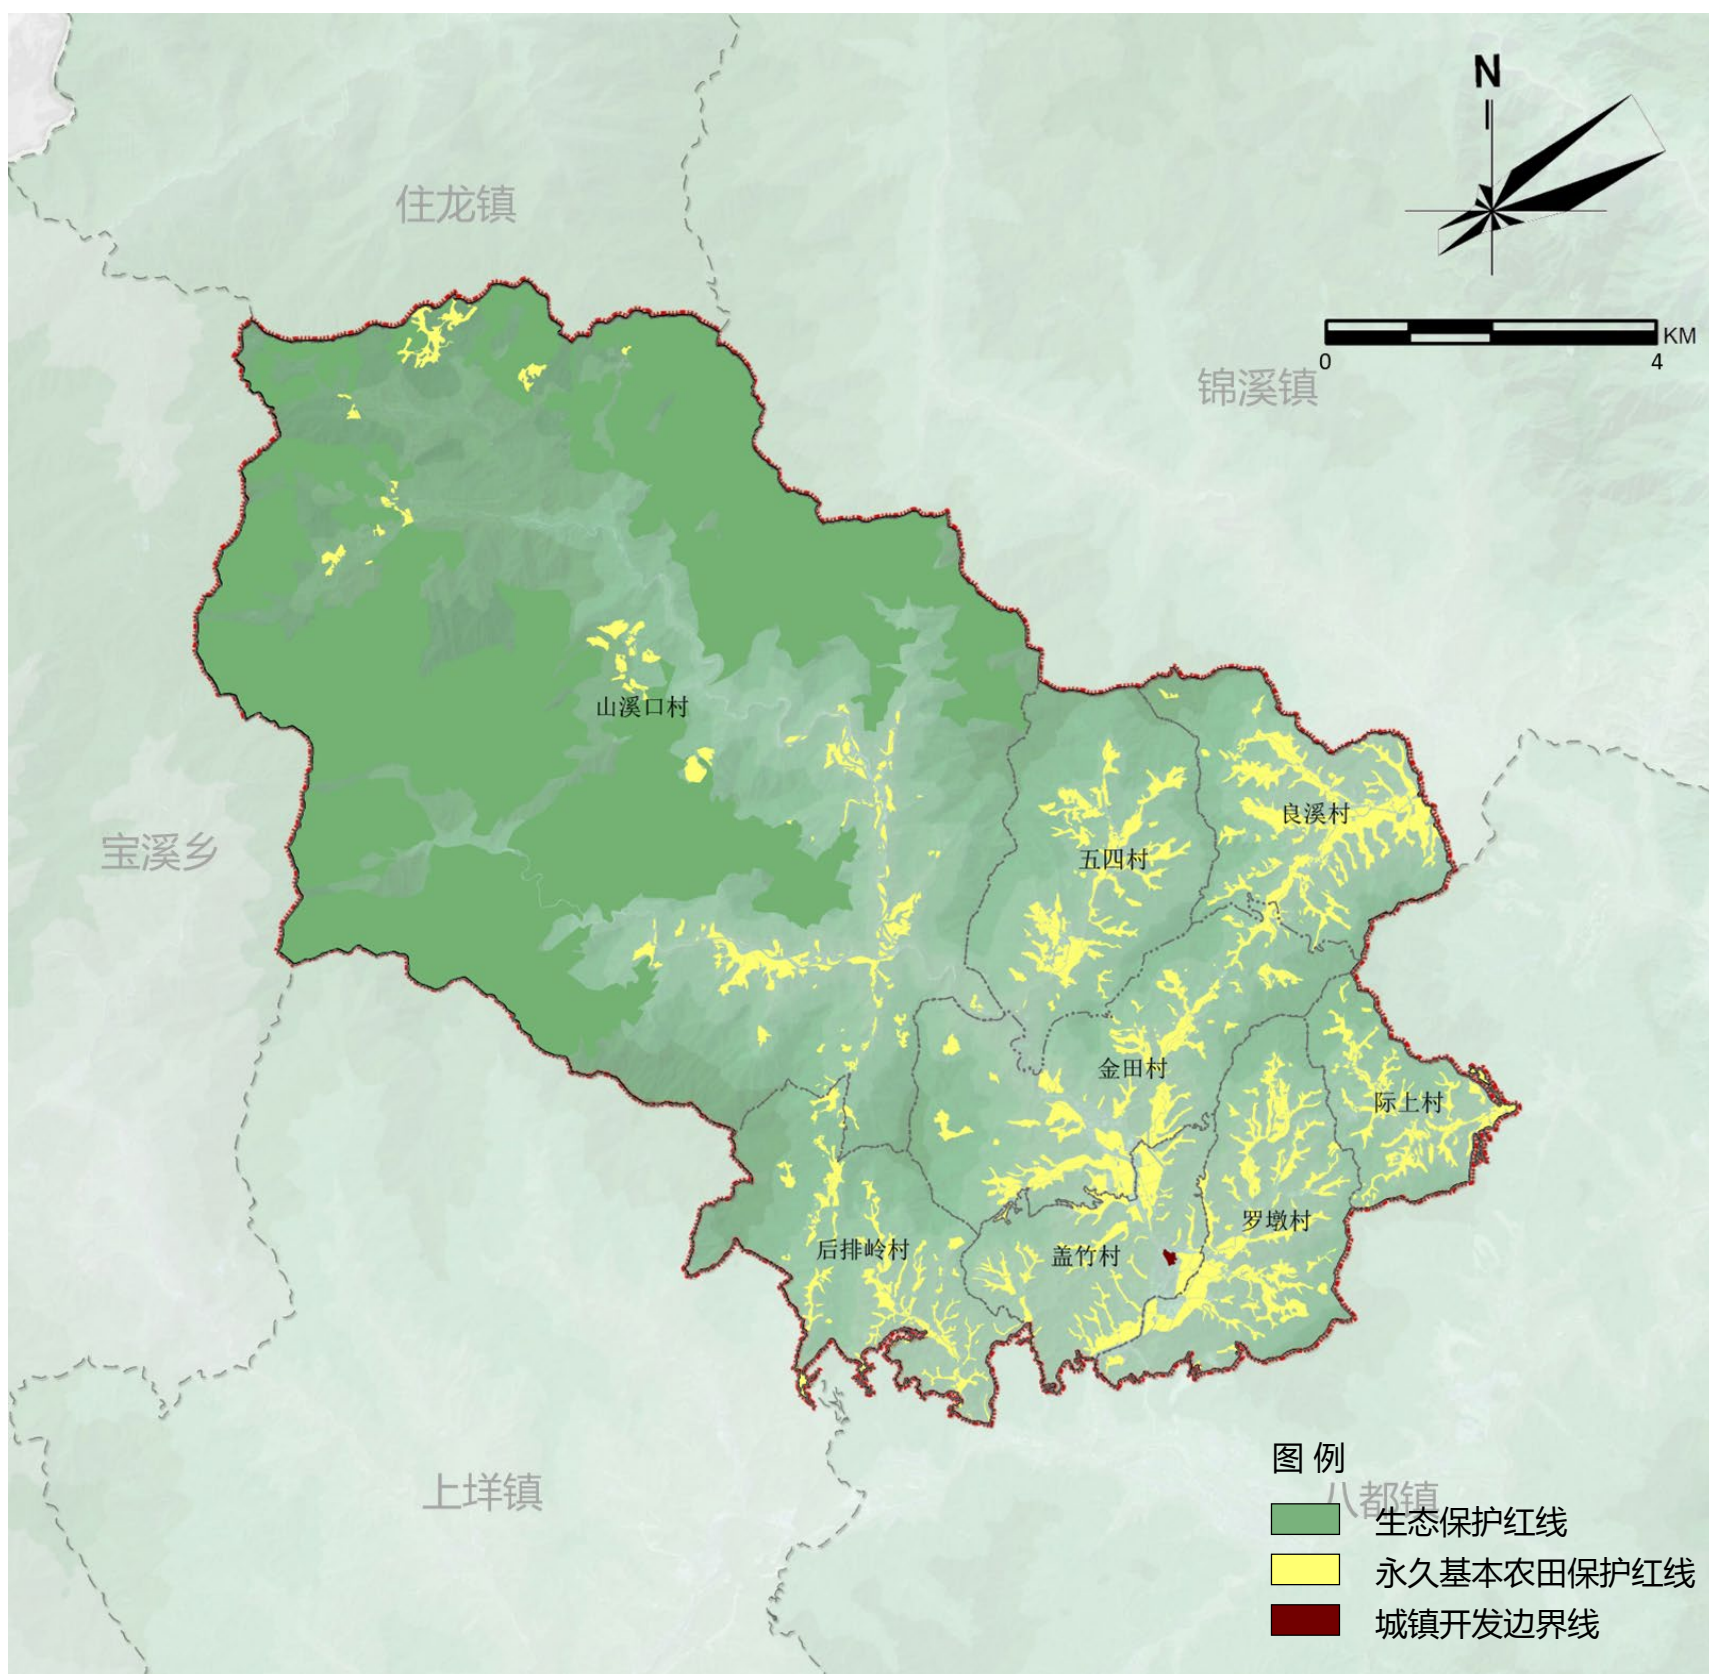 N
住龙镇
KM
0
4
锦溪镇
山溪口村
良溪村
宝溪乡
五四村
金田村
际上村
罗墩村
后排岭村
盖竹村
图 例
上垟镇
八都镇
生态保护红线
永久基本农田保护红线
城镇开发边界线